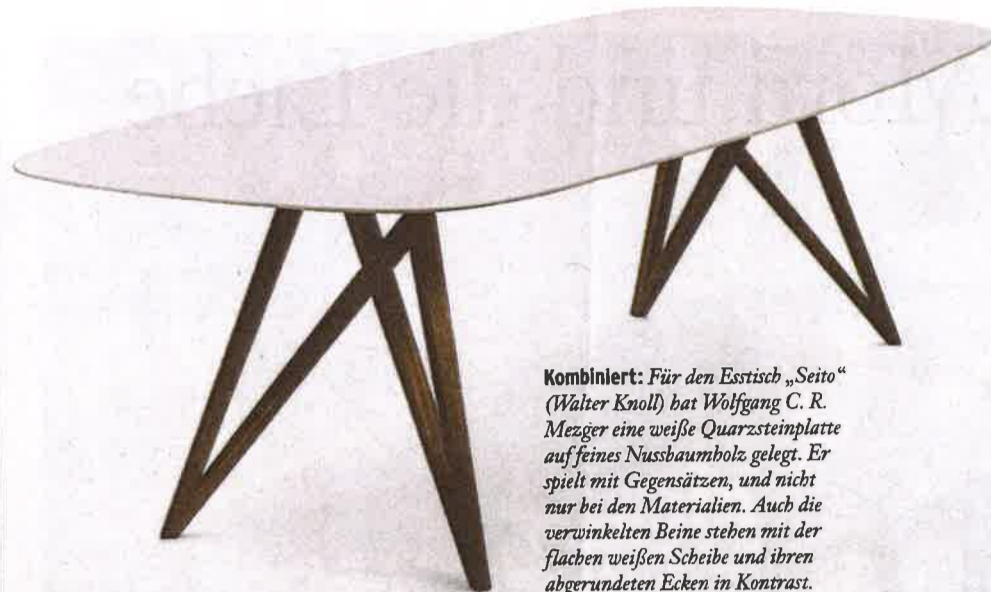 Kombiniert: Für den Esstisch „Seito“
(Walter Knoll) hat Wolfgang C. R.
Mezger eine weiße Quarzsteinplatte
auf feines Nussbaumholz gelegt. Er
spielt mit Gegensätzen, und nicht
nur bei den Materialien. Auch die
verwinkelten Beine stehen mit der
flachen weißen Scheibe und ihren
abgerundeten Ecken in Kontrast.